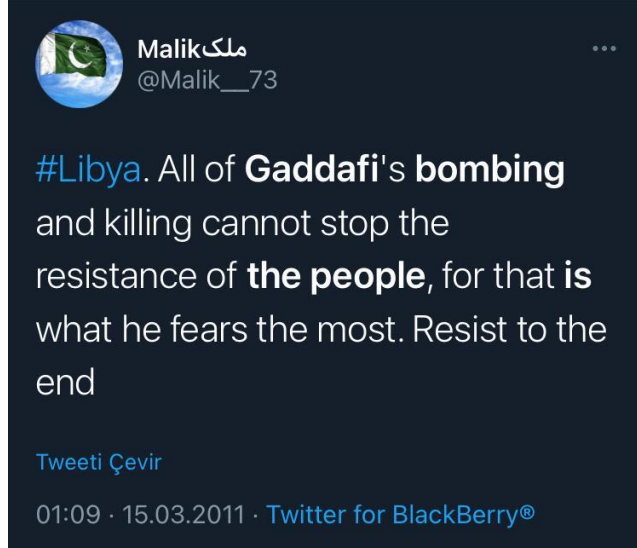 Malikملک
@Malik__73
#Libya. All of Gaddafi's bombing
and killing cannot stop the
resistance of the people, for that is
what he fears the most. Resist to the
end
Tweeti Çevir
01:09 · 15.03.2011 · Twitter for BlackBerry®